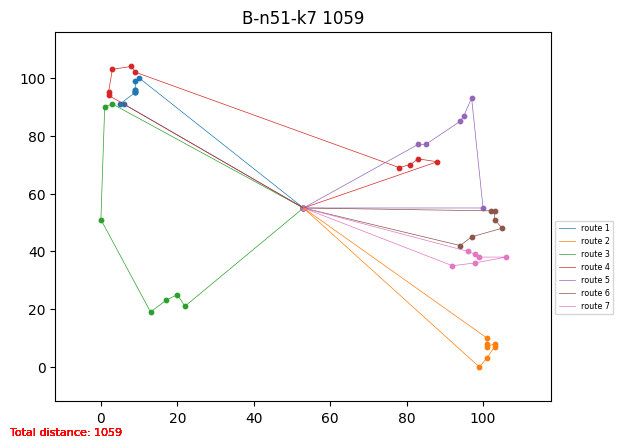 B-n51-k7 1059
100
80
60
40
20
0
0
20
40
60
80
100
route 1
route 2
route 3
route 4
route 5
route 6
route 7
Total distance: 1059